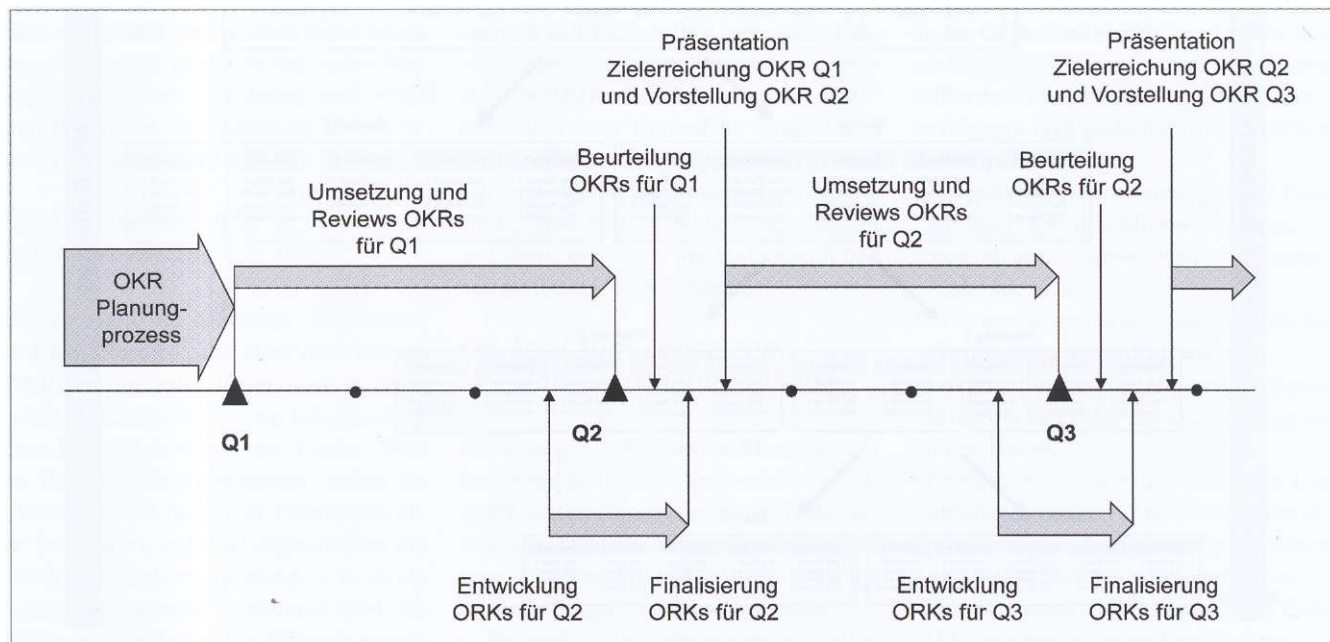 Präsentation
Zielerreichung OKR Q1
und Vorstellung OKR Q2
Präsentation
Zielerreichung OKR Q2
und Vorstellung OKR Q3
Beurteilung
OKRs für Q1
Beurteilung
OKRs für Q2
Umsetzung und
Reviews OKRs
für Q1
Umsetzung und
Reviews OKRs
für Q2
OKR
Planung-
prozess
Q1
Q2
Q3
Entwicklung
ORKs für Q2
Finalisierung
ORKs für Q2
Entwicklung
ORKs für Q3
Finalisierung
ORKs für Q3